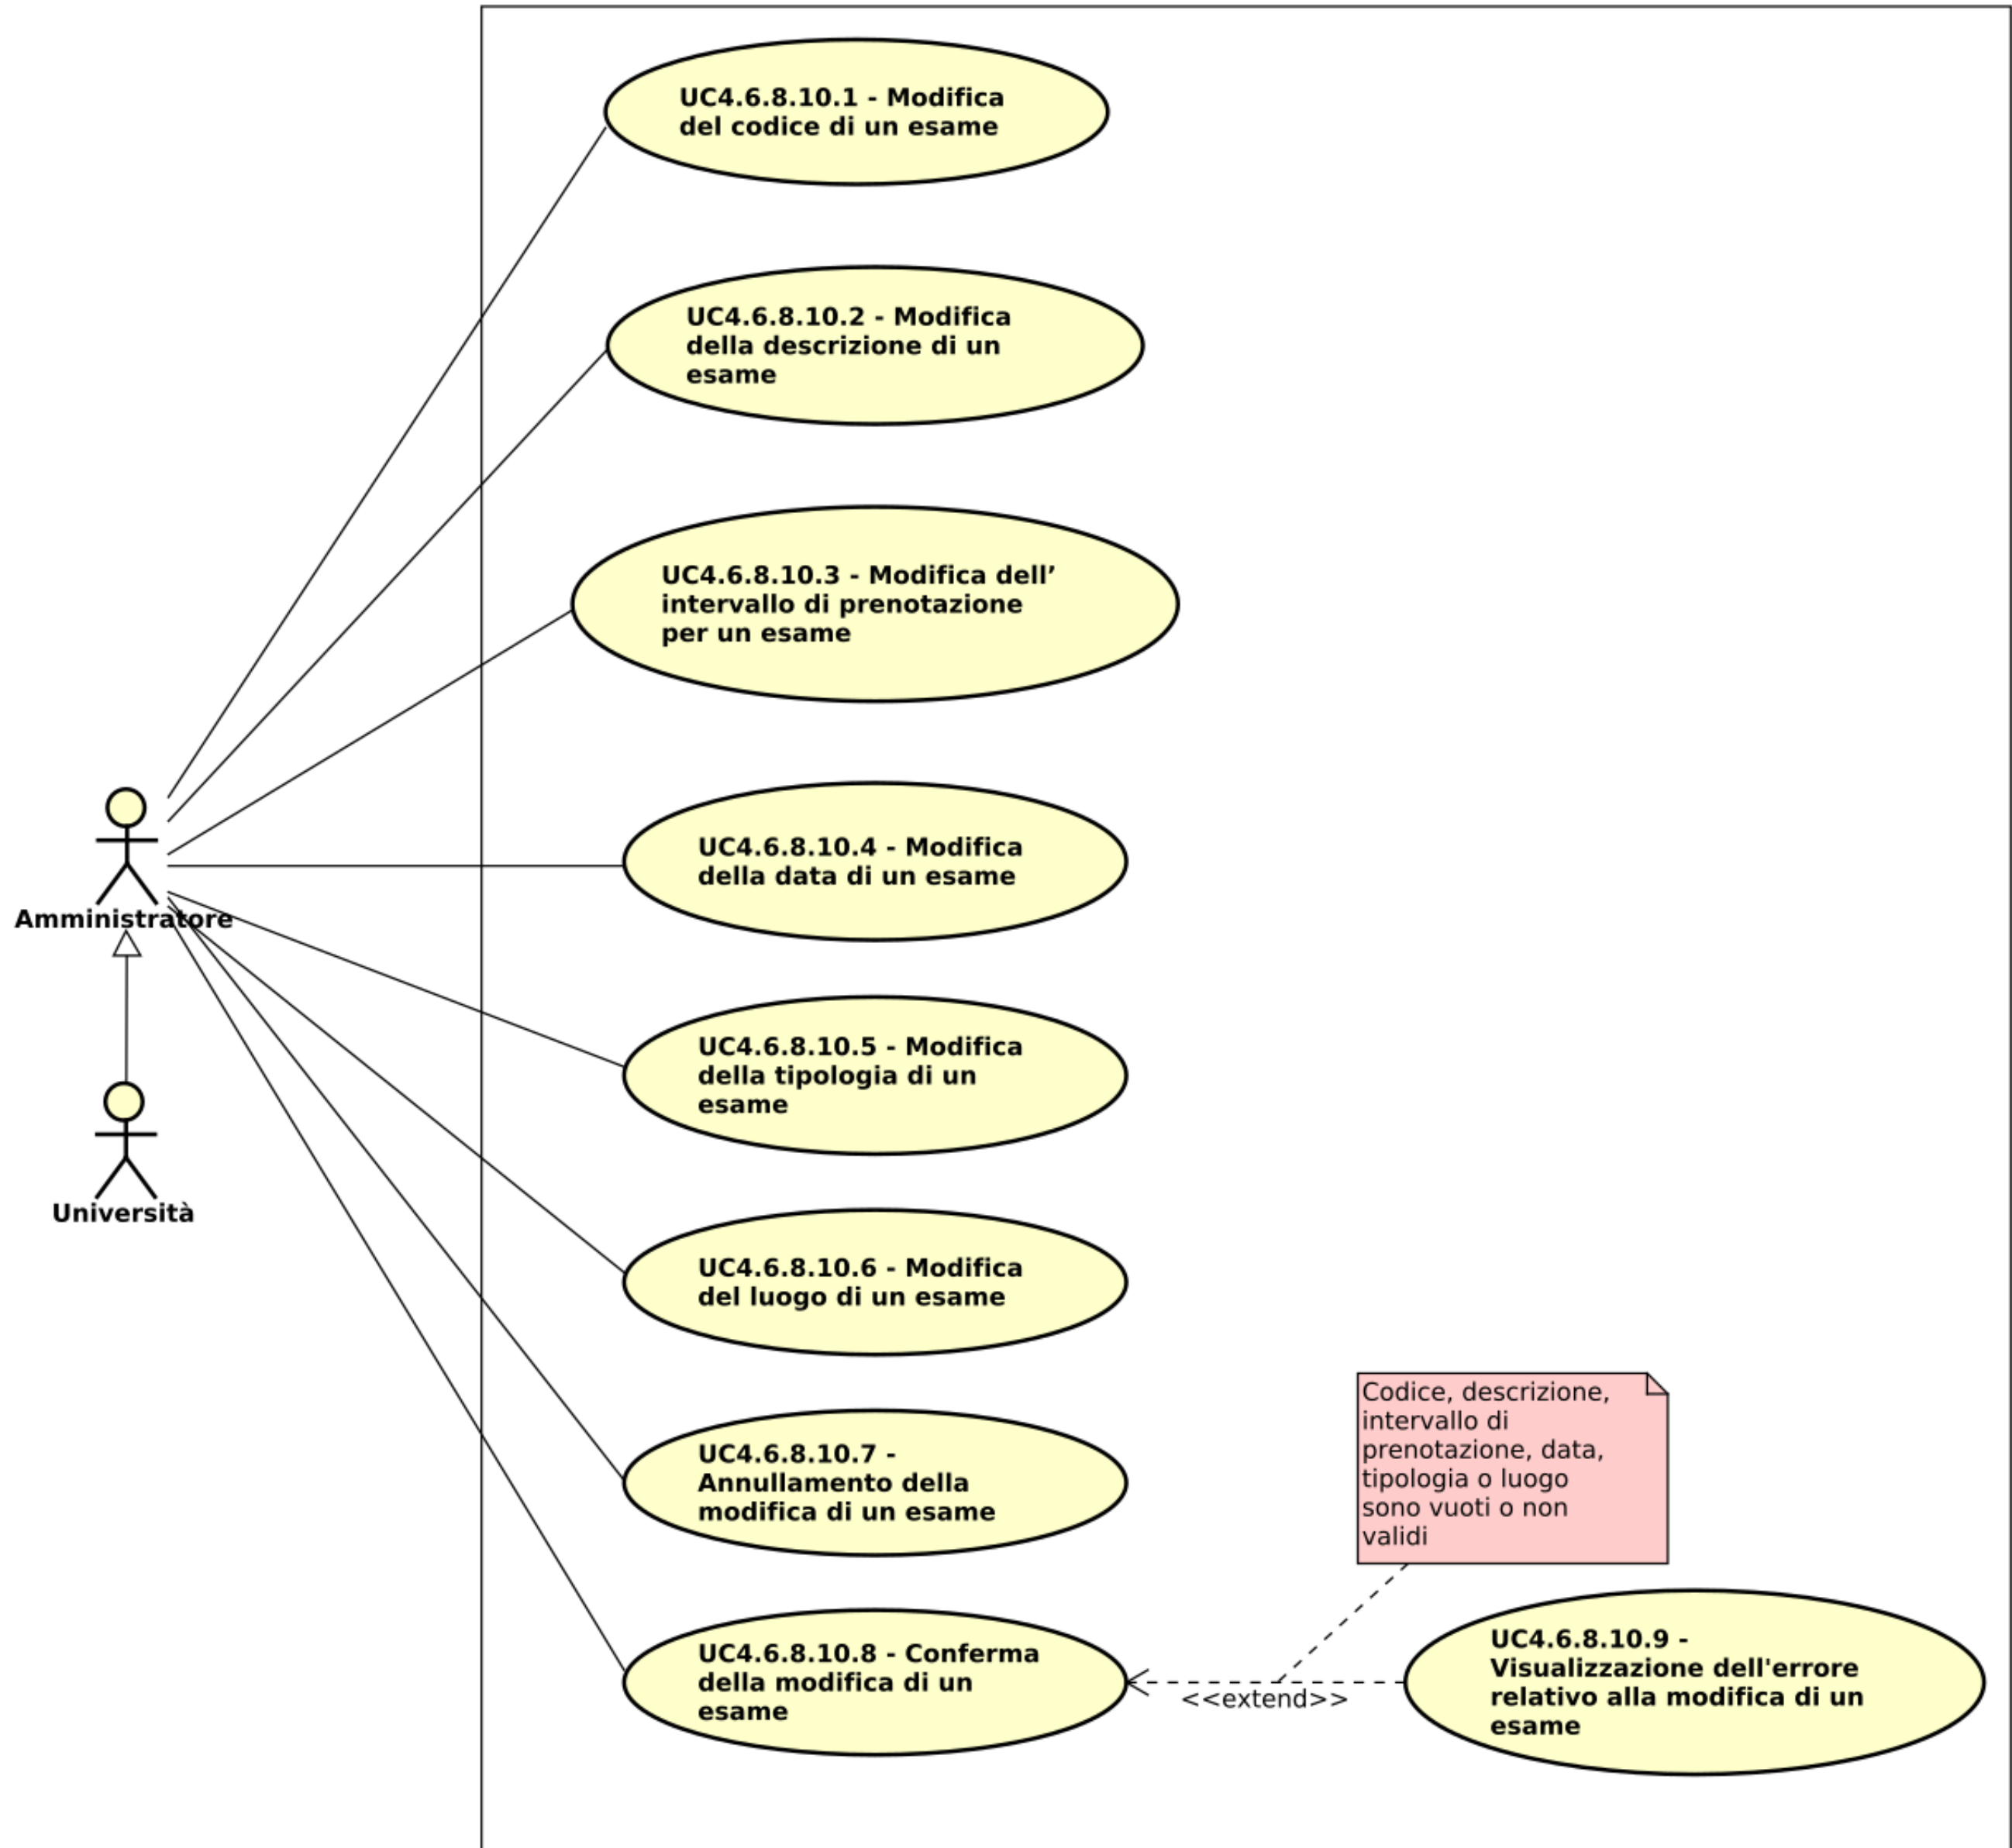 UC4.6.8.10.1 - Modifica
del codice di un esame
UC4.6.8.10.2 - Modifica
della descrizione di un
esame
UC4.6.8.10.3 - Modifica dell’
intervallo di prenotazione
per un esame
UC4.6.8.10.4 - Modifica
della data di un esame
Amministratore
UC4.6.8.10.5 - Modifica
della tipologia di un
esame
Università
UC4.6.8.10.6 - Modifica
del luogo di un esame
Codice, descrizione,
intervallo di
prenotazione, data,
tipologia o luogo
sono vuoti o non
validi
UC4.6.8.10.7 -
Annullamento della
modifica di un esame
UC4.6.8.10.8 - Conferma
della modifica di un
esame
<<extend>>
UC4.6.8.10.9 -
Visualizzazione dell'errore
relativo alla modifica di un
esame